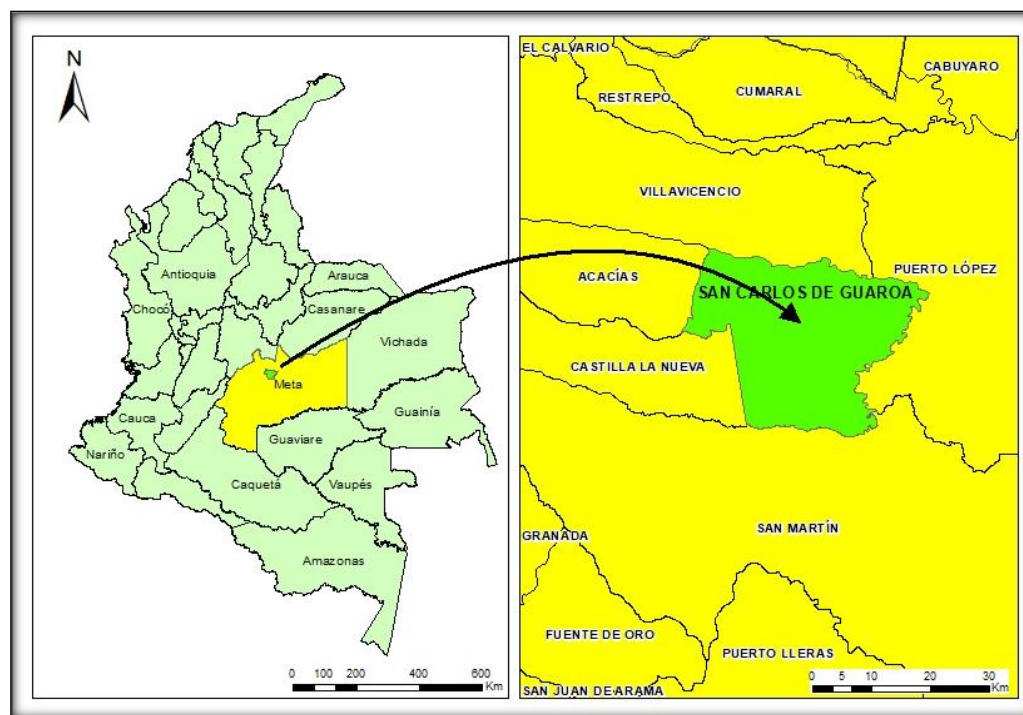 N
Antioquia
Arauca
Chocó
Casanare
Vichada
Meta
Guainía
Cauca
Guaviare
Nariño
Caquetá
Vaupés
Amazonas
0 100 200 400 600
Km
EL CALVARIO
CABUYARO
RESTREPO
CUMARAL
VILLAVICENCIO
ACACÍAS
PUERTO LÓPEZ
SAN CARLOS DE GUAROA
CASTILLA LA NUEVA
SAN MARTÍN
GRANADA
FUENTE DE ORO
PUERTO LLERAS
SAN JUAN DE ARAMA
0 5 10 20 30
Km